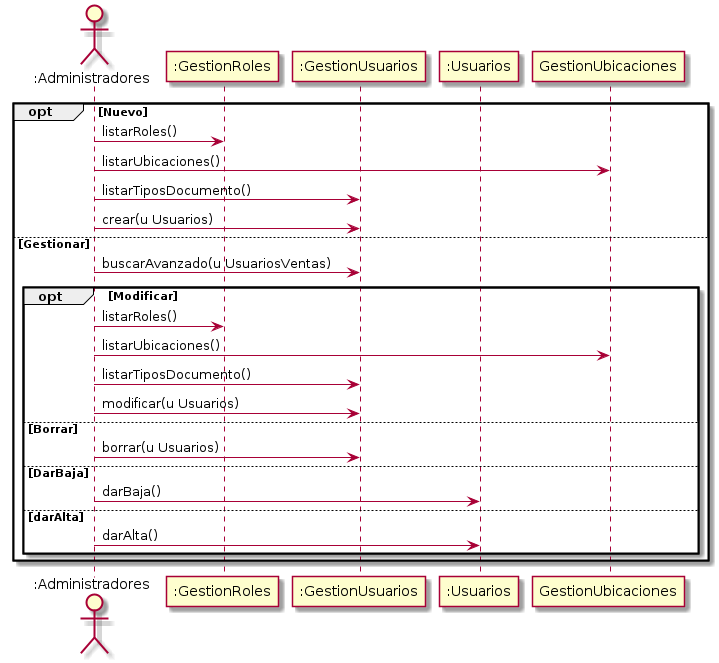 :Administradores
:GestionRoles
:GestionUsuarios
:Usuarios
GestionUbicaciones
opt
[Nuevo]
listarRoles()
listarUbicaciones()
listarTiposDocumento()
crear(u Usuarios)
[Gestionar]
buscarAvanzado(u UsuariosVentas)
opt
[Modificar]
listarRoles()
listarUbicaciones()
listarTiposDocumento()
modificar(u Usuarios)
[Borrar]
borrar(u Usuarios)
[DarBaja]
darBaja()
[darAlta]
darAlta()
:Administradores
:GestionRoles
:GestionUsuarios
:Usuarios
GestionUbicaciones